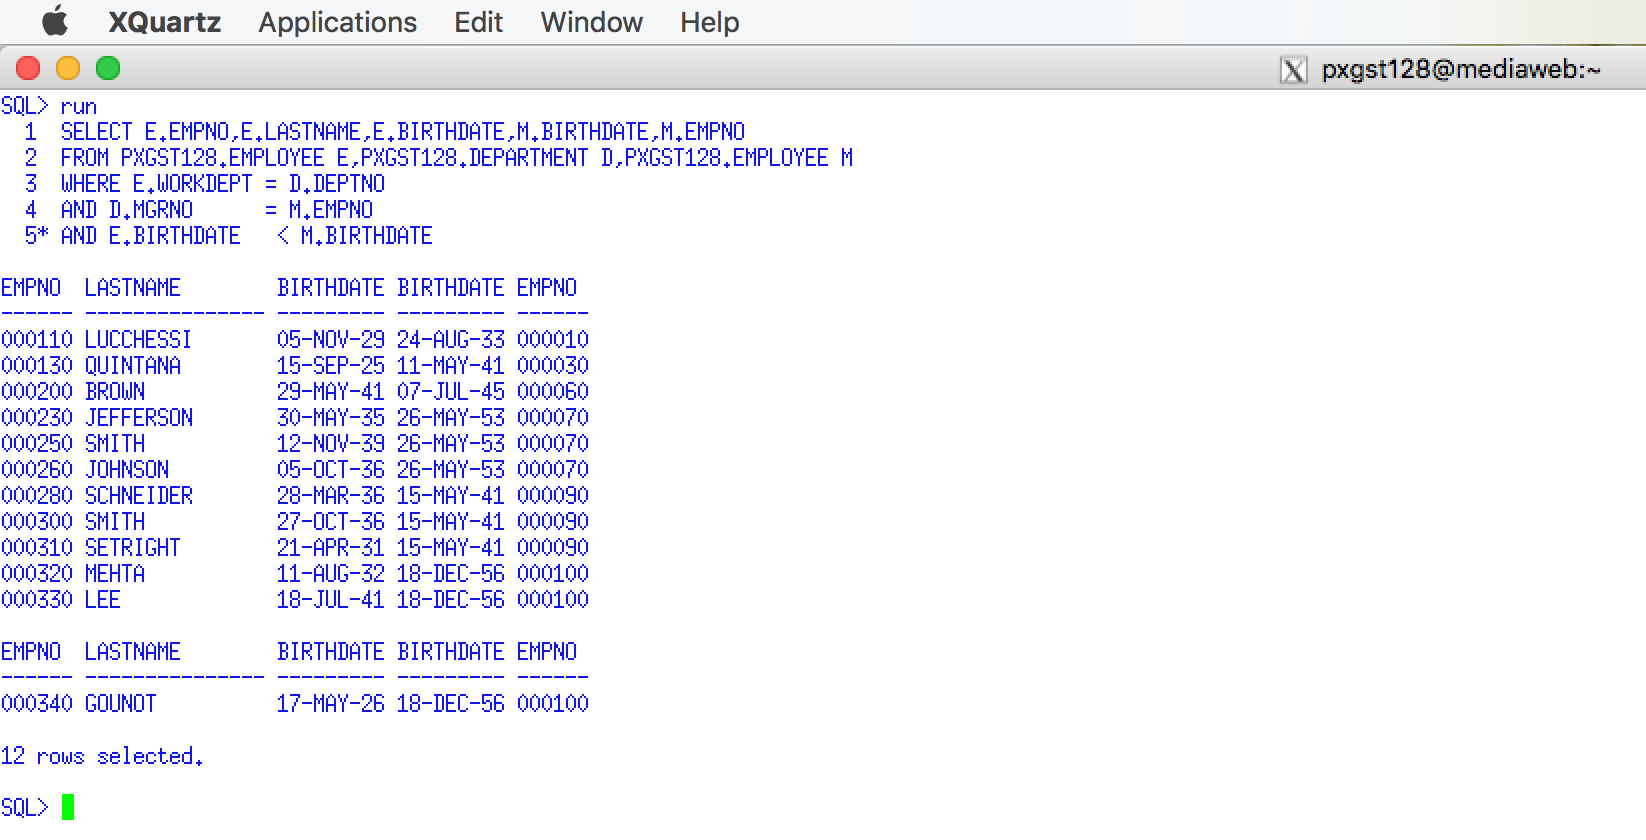 XQuartz Applications Edit Window Help
pxgst128@mediaweb:~
SQL> run
  1  SELECT E.EMPNO,E.LASTNAME,E.BIRTHDATE,M.BIRTHDATE,M.EMPNO
  2  FROM PXGST128.EMPLOYEE E,PXGST128.DEPARTMENT D,PXGST128.EMPLOYEE M
  3  WHERE E.WORKDEPT = D.DEPTNO
  4  AND D.MGRNO      = M.EMPNO
  5* AND E.BIRTHDATE   < M.BIRTHDATE
EMPNO  LASTNAME        BIRTHDATE BIRTHDATE EMPNO
------ --------------- --------- --------- ------
000110 LUCCHESSI       05-NOV-29 24-AUG-33 000010
000130 QUINTANA        15-SEP-25 11-MAY-41 000030
000200 BROWN           29-MAY-41 07-JUL-45 000060
000230 JEFFERSON       30-MAY-35 26-MAY-53 000070
000250 SMITH           12-NOV-39 26-MAY-53 000070
000260 JOHNSON         05-OCT-36 26-MAY-53 000070
000280 SCHNEIDER       28-MAR-36 15-MAY-41 000090
000300 SMITH           27-OCT-36 15-MAY-41 000090
000310 SETRIGHT        21-APR-31 15-MAY-41 000090
000320 MEHTA           11-AUG-32 18-DEC-56 000100
000330 LEE             18-JUL-41 18-DEC-56 000100
EMPNO  LASTNAME        BIRTHDATE BIRTHDATE EMPNO
------ --------------- --------- --------- ------
000340 GOUNOT          17-MAY-26 18-DEC-56 000100
12 rows selected.
SQL>